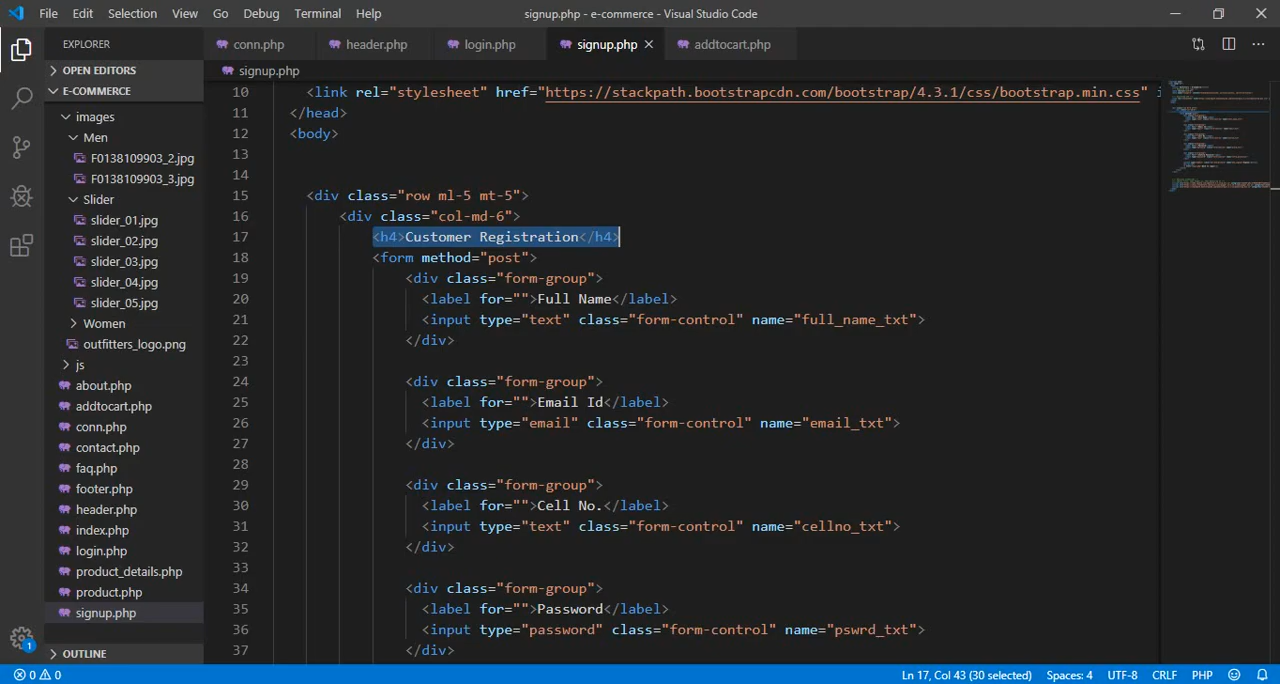 File Edit Selection View Go Debug Terminal Help
signup.php - e-commerce - Visual Studio Code
EXPLORER
conn.php header.php login.php signup.php addtocart.php
OPEN EDITORS
E-COMMERCE
images
Men
F0138109903_2.jpg
F0138109903_3.jpg
Slider
slider_01.jpg
slider_02.jpg
slider_03.jpg
slider_04.jpg
slider_05.jpg
Women
outfitters_logo.png
js
about.php
addtocart.php
conn.php
contact.php
faq.php
footer.php
header.php
index.php
login.php
product_details.php
product.php
signup.php
OUTLINE
signup.php
10 <link rel="stylesheet" href="https://stackpath.bootstrapcdn.com/bootstrap/4.3.1/css/bootstrap.min.css" i
11 </head>
12 <body>
13
14
15 <div class="row ml-5 mt-5">
16 <div class="col-md-6">
17 <h4>Customer Registration</h4>
18 <form method="post">
19 <div class="form-group">
20 <label for="">Full Name</label>
21 <input type="text" class="form-control" name="full_name_txt">
22 </div>
23
24 <div class="form-group">
25 <label for="">Email Id</label>
26 <input type="email" class="form-control" name="email_txt">
27 </div>
28
29 <div class="form-group">
30 <label for="">Cell No.</label>
31 <input type="text" class="form-control" name="cellno_txt">
32 </div>
33
34 <div class="form-group">
35 <label for="">Password</label>
36 <input type="password" class="form-control" name="pswrd_txt">
37 </div>
1
0 0 Ln 17, Col 43 (30 selected) Spaces: 4 UTF-8 CRLF PHP